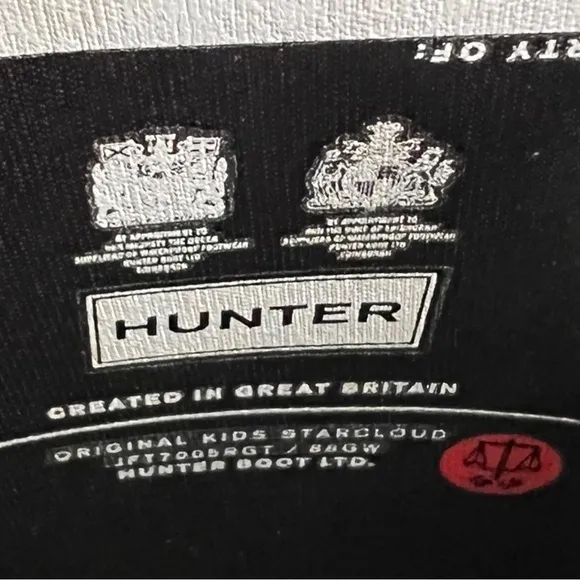 RTY OF:
BY APPOINTMENT TO
HER MAJESTY THE QUEEN
SUPPLIERS OF WATERPROOF FOOTWEAR
HUNTER BOOT LTD
EDINBURGH
BY APPOINTMENT TO
HRH THE DUKE OF EDINBURGH
SUPPLIERS OF WATERPROOF FOOTWEAR
HUNTER BOOT LTD
EDINBURGH
HUNTER
CREATED IN GREAT BRITAIN
ORIGINAL KIDS STARCLOUD
JFT7005RGT /
HUNTER BOOT LTD.